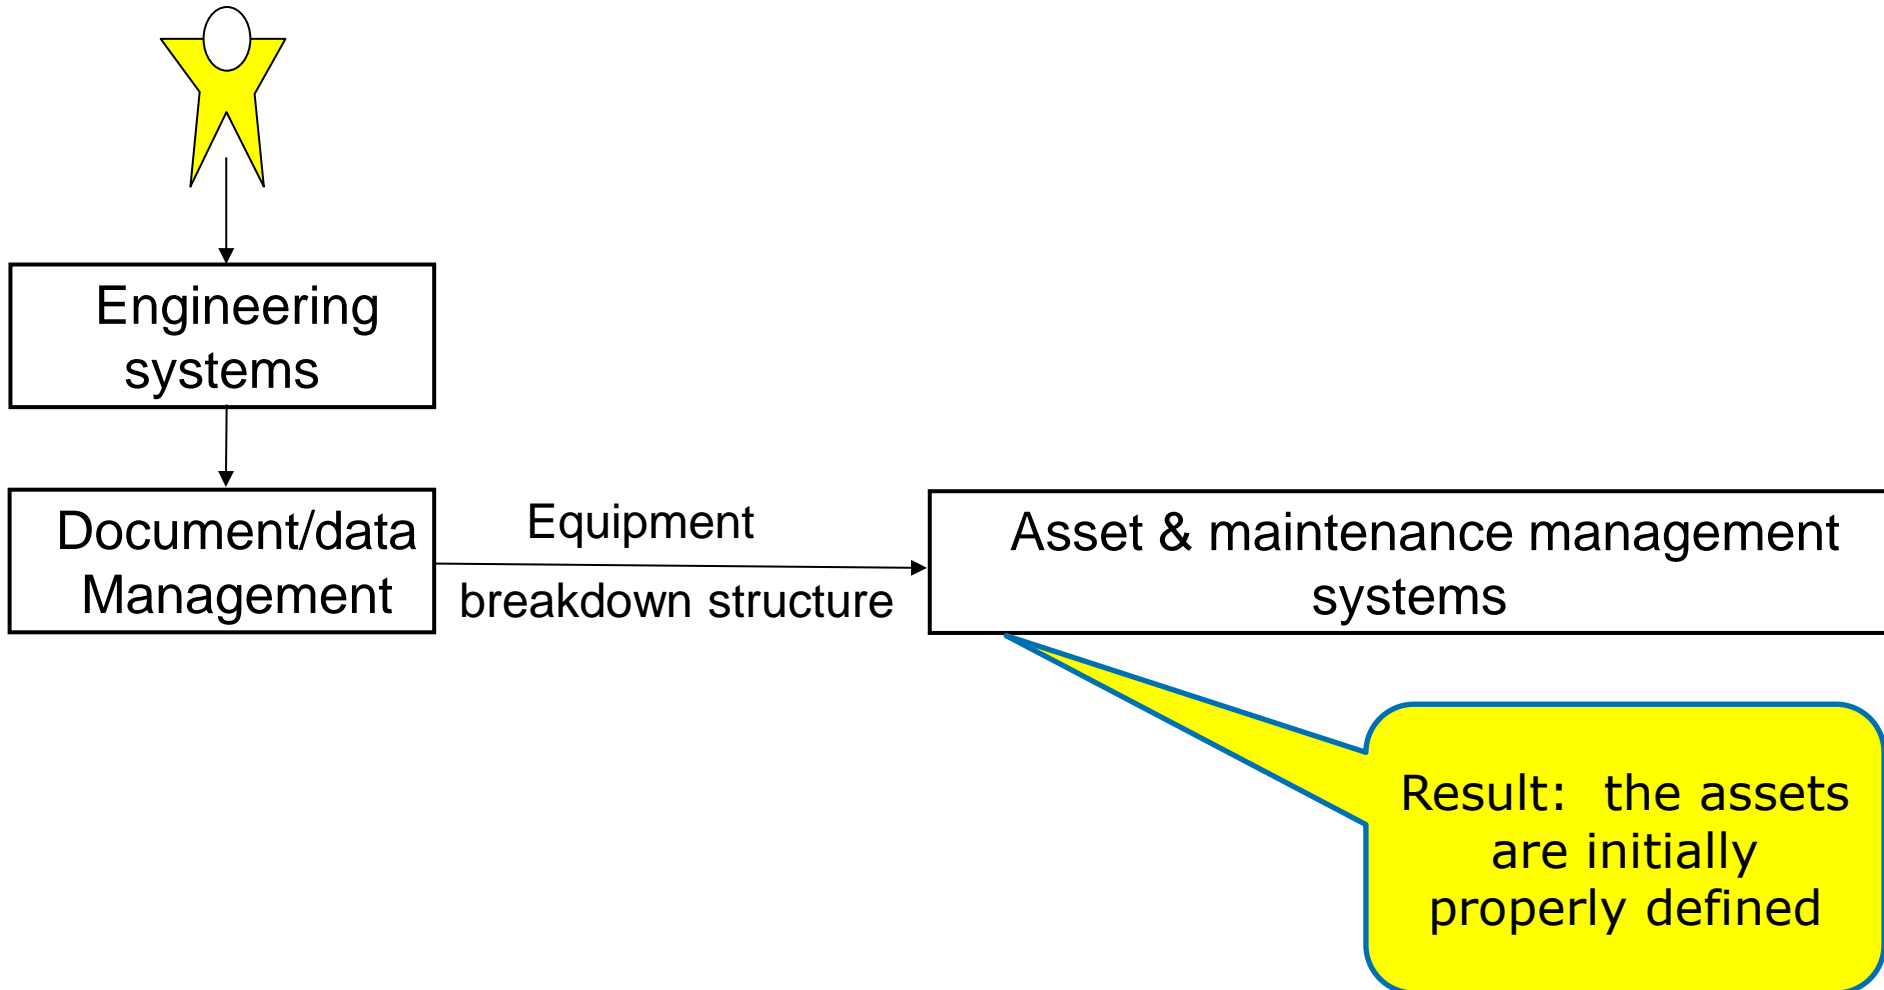 Engineering
systems
Document/data
Management
Equipment
breakdown structure
Asset & maintenance management
systems
Result:  the assets
are initially
properly defined